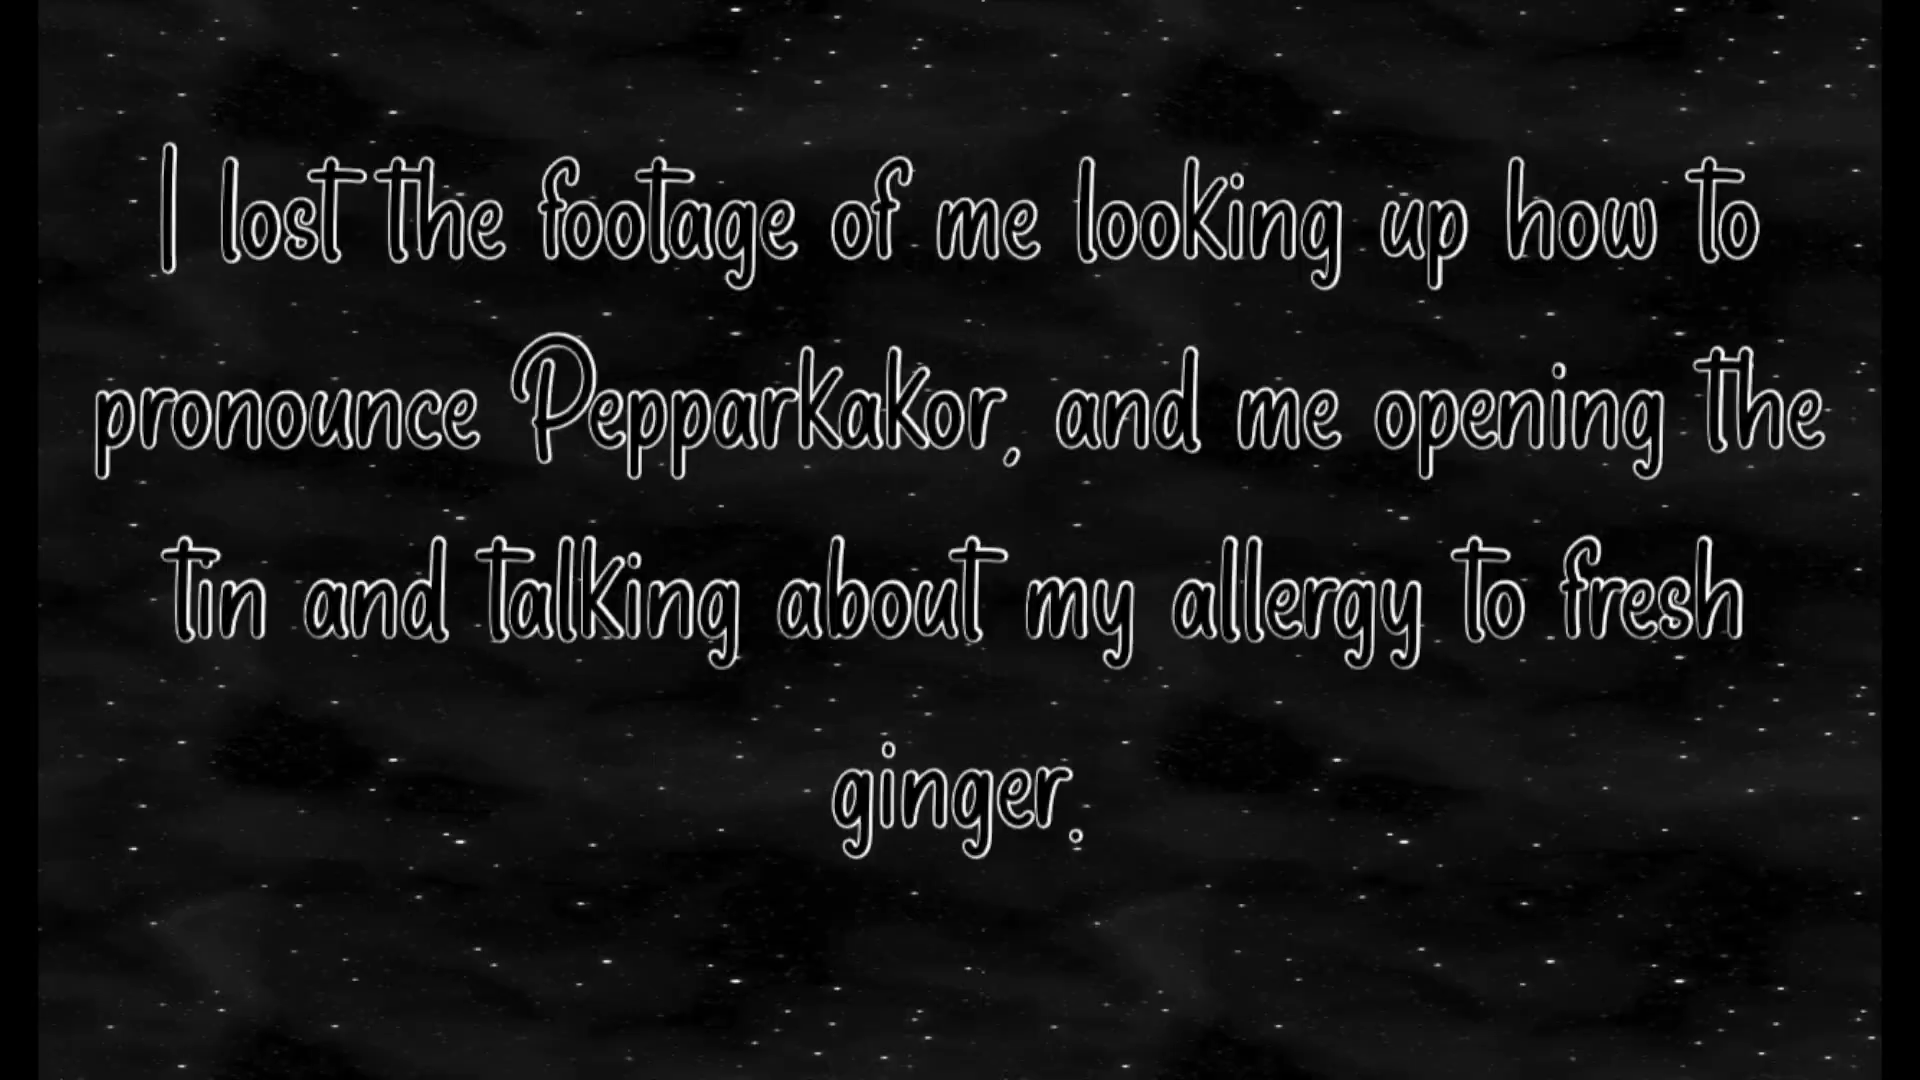 I lost the footage of me looking up how to
pronounce Pepparkakor, and me opening the
tin and talking about my allergy to fresh
ginger.